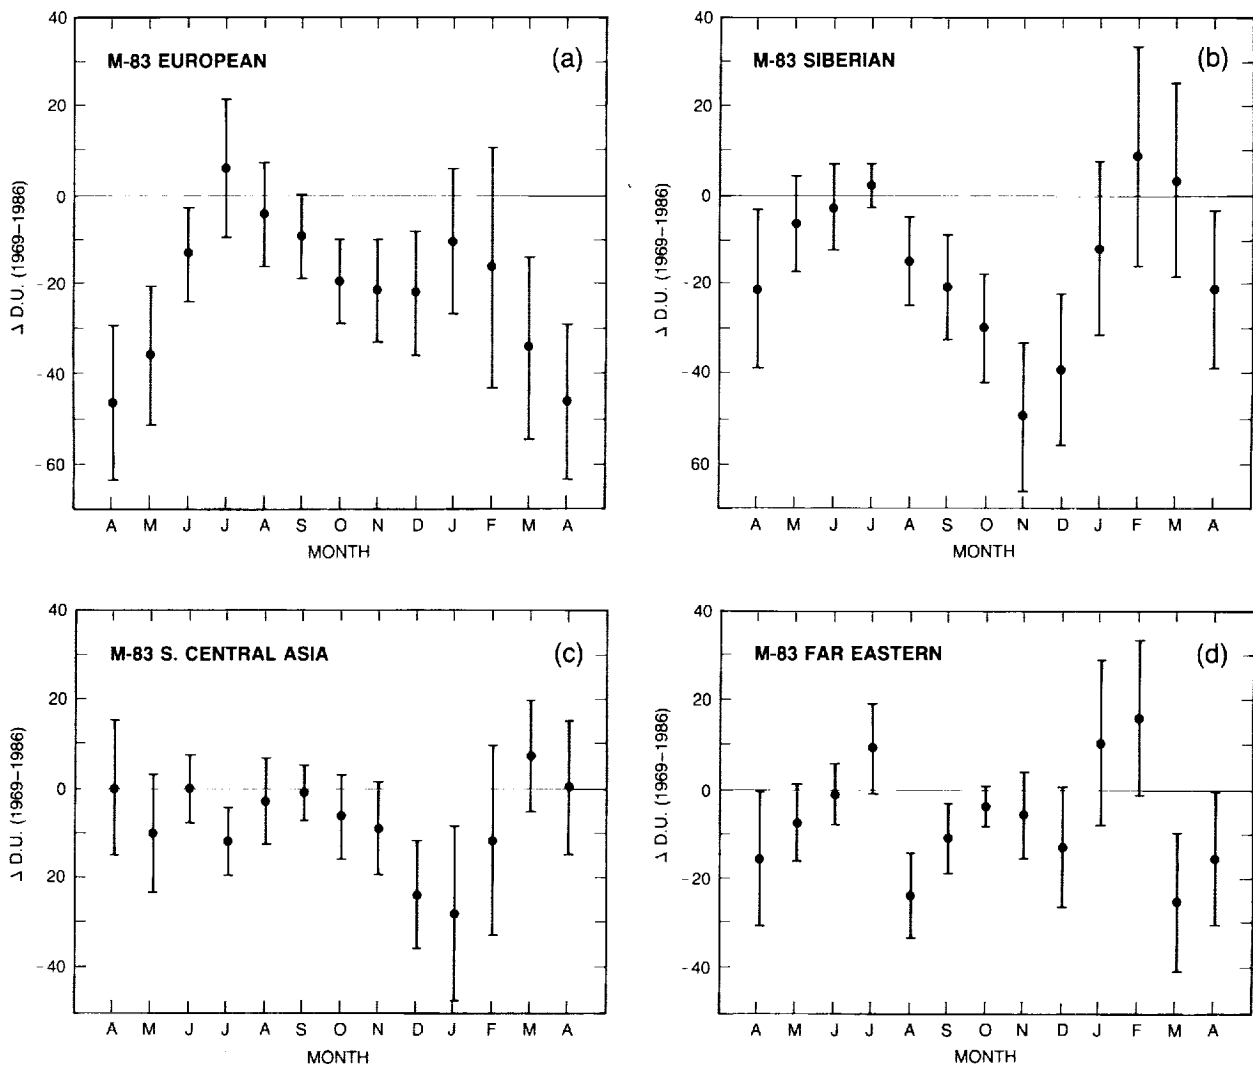 40
M-83 EUROPEAN
(a)
20
0
-20
-40
-60
Δ D.U. (1969–1986)
A M J J A S O N D J F M A
MONTH
40
M-83 SIBERIAN
(b)
20
0
-20
-40
60
Δ D.U. (1969–1986)
A M J J A S O N D J F M A
MONTH
40
M-83 S. CENTRAL ASIA
(c)
20
0
20
-40
Δ D.U. (1969–1986)
A M J J A S O N D J F M A
MONTH
40
M-83 FAR EASTERN
(d)
20
0
-20
-40
Δ D.U. (1969–1986)
A M J J A S O N D J F M A
MONTH